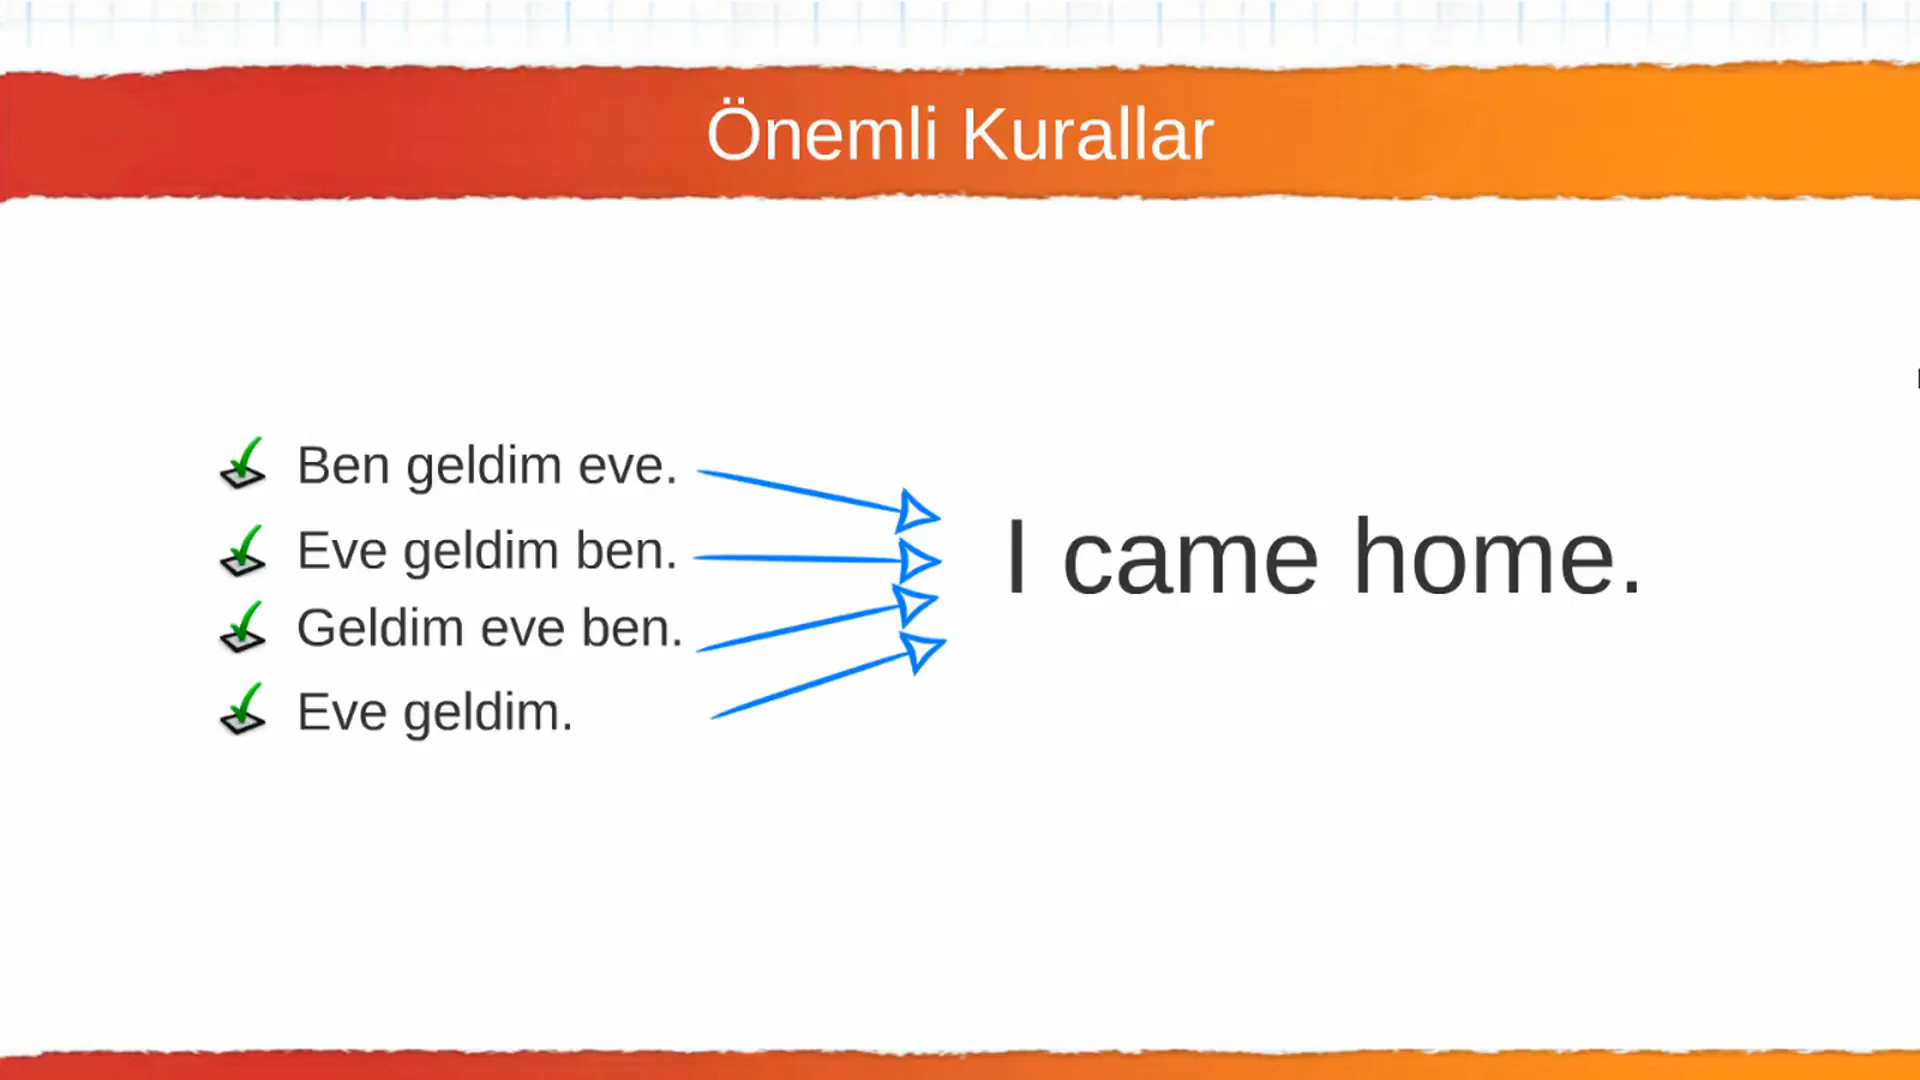 Önemli Kurallar
Ben geldim eve.
Eve geldim ben.
Geldim eve ben.
Eve geldim.
I came home.